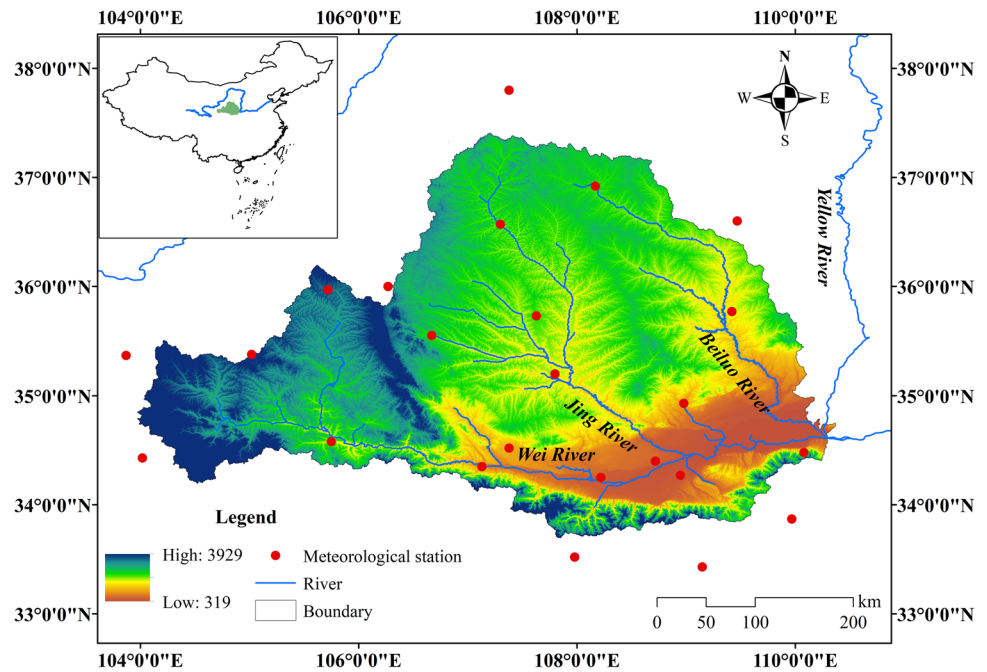 104°0'0"E
106°0'0"E
108°0'0"E
110°0'0"E
38°0'0"N
38°0'0"N
N
W
E
S
37°0'0"N
37°0'0"N
Yellow River
36°0'0"N
36°0'0"N
35°0'0"N
35°0'0"N
Beiluo River
Jing River
Wei River
34°0'0"N
34°0'0"N
Legend
High: 3929
Low: 319
Meteorological station
River
Boundary
33°0'0"N
33°0'0"N
km
0 50 100 200
104°0'0"E
106°0'0"E
108°0'0"E
110°0'0"E